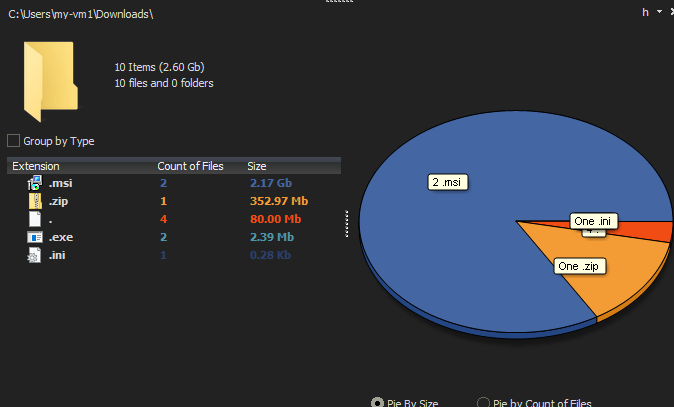 C:\Users\my-vm1\Downloads\
h
10 Items (2.60 Gb)
10 files and 0 folders
Group by Type
Extension Count of Files Size
.msi 2 2.17 Gb
.zip 1 352.97 Mb
. 4 80.00 Mb
.exe 2 2.39 Mb
.ini 1 0.28 Kb
2 .msi
One .ini
One .zip
Pie By Size
Pie by Count of Files